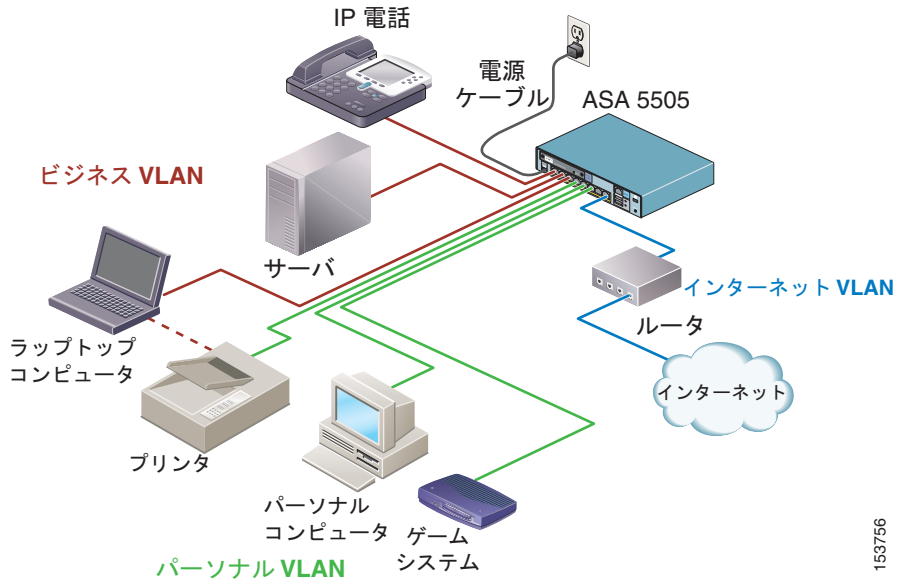 IP 電話
電源
ケーブル
ASA 5505
ビジネス VLAN
サーバ
インターネット VLAN
ルータ
ラップトップ
コンピュータ
インターネット
プリンタ
パーソナル
コンピュータ
ゲーム
システム
パーソナル VLAN
153756